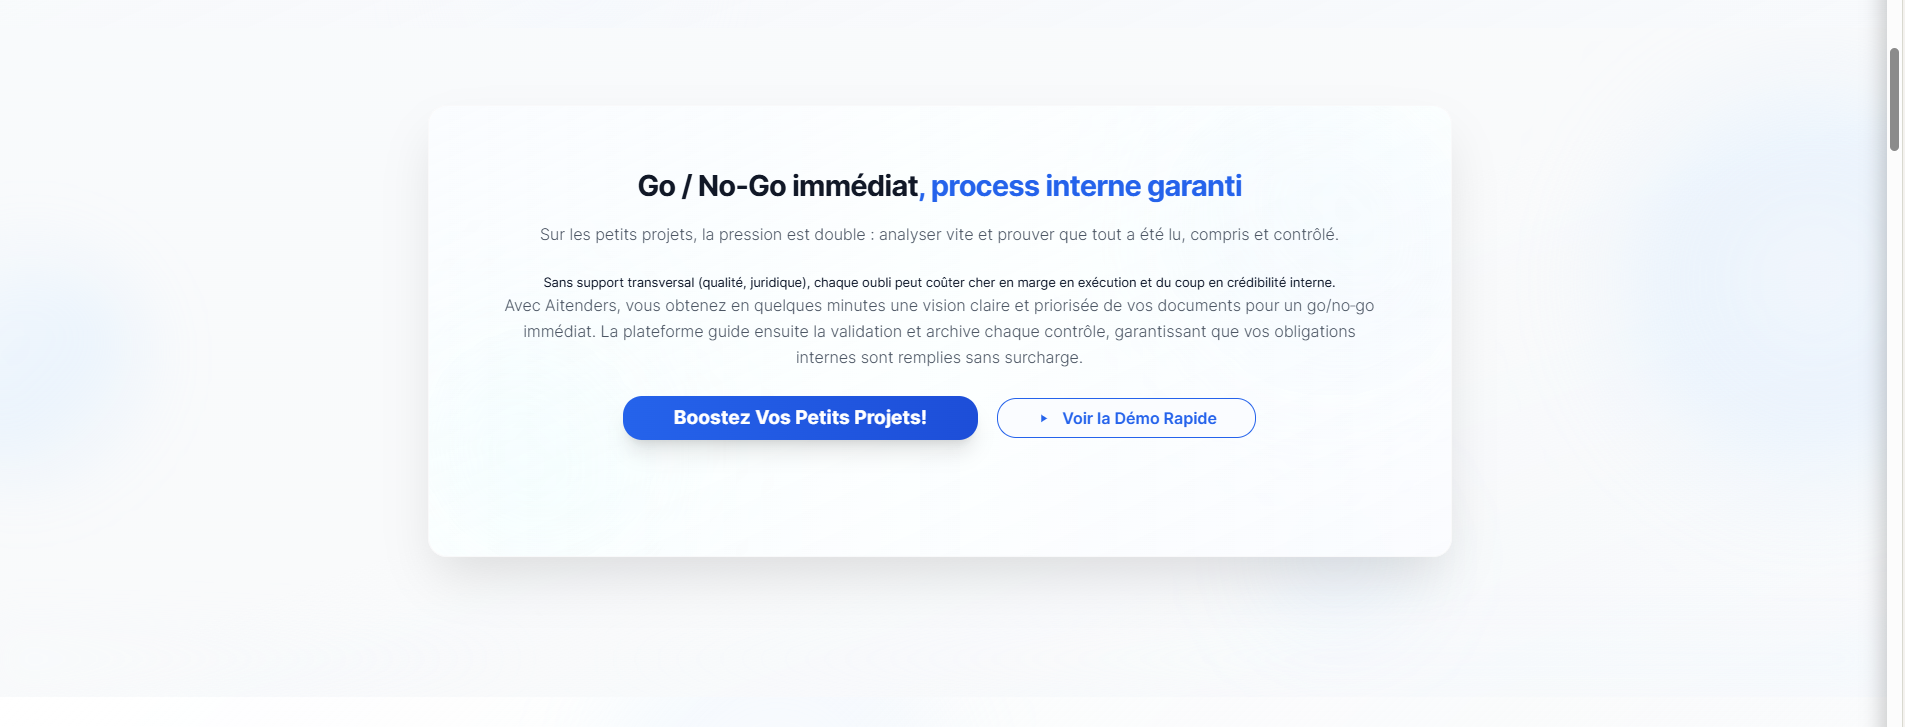 Go / No-Go immédiat, process interne garanti
Sur les petits projets, la pression est double : analyser vite et prouver que tout a été lu, compris et contrôlé.
Sans support transversal (qualité, juridique), chaque oubli peut coûter cher en marge en exécution et du coup en crédibilité interne.
Avec Aitenders, vous obtenez en quelques minutes une vision claire et priorisée de vos documents pour un go/no-go
immédiat. La plateforme guide ensuite la validation et archive chaque contrôle, garantissant que vos obligations
internes sont remplies sans surcharge.
Boostez Vos Petits Projets!
Voir la Démo Rapide